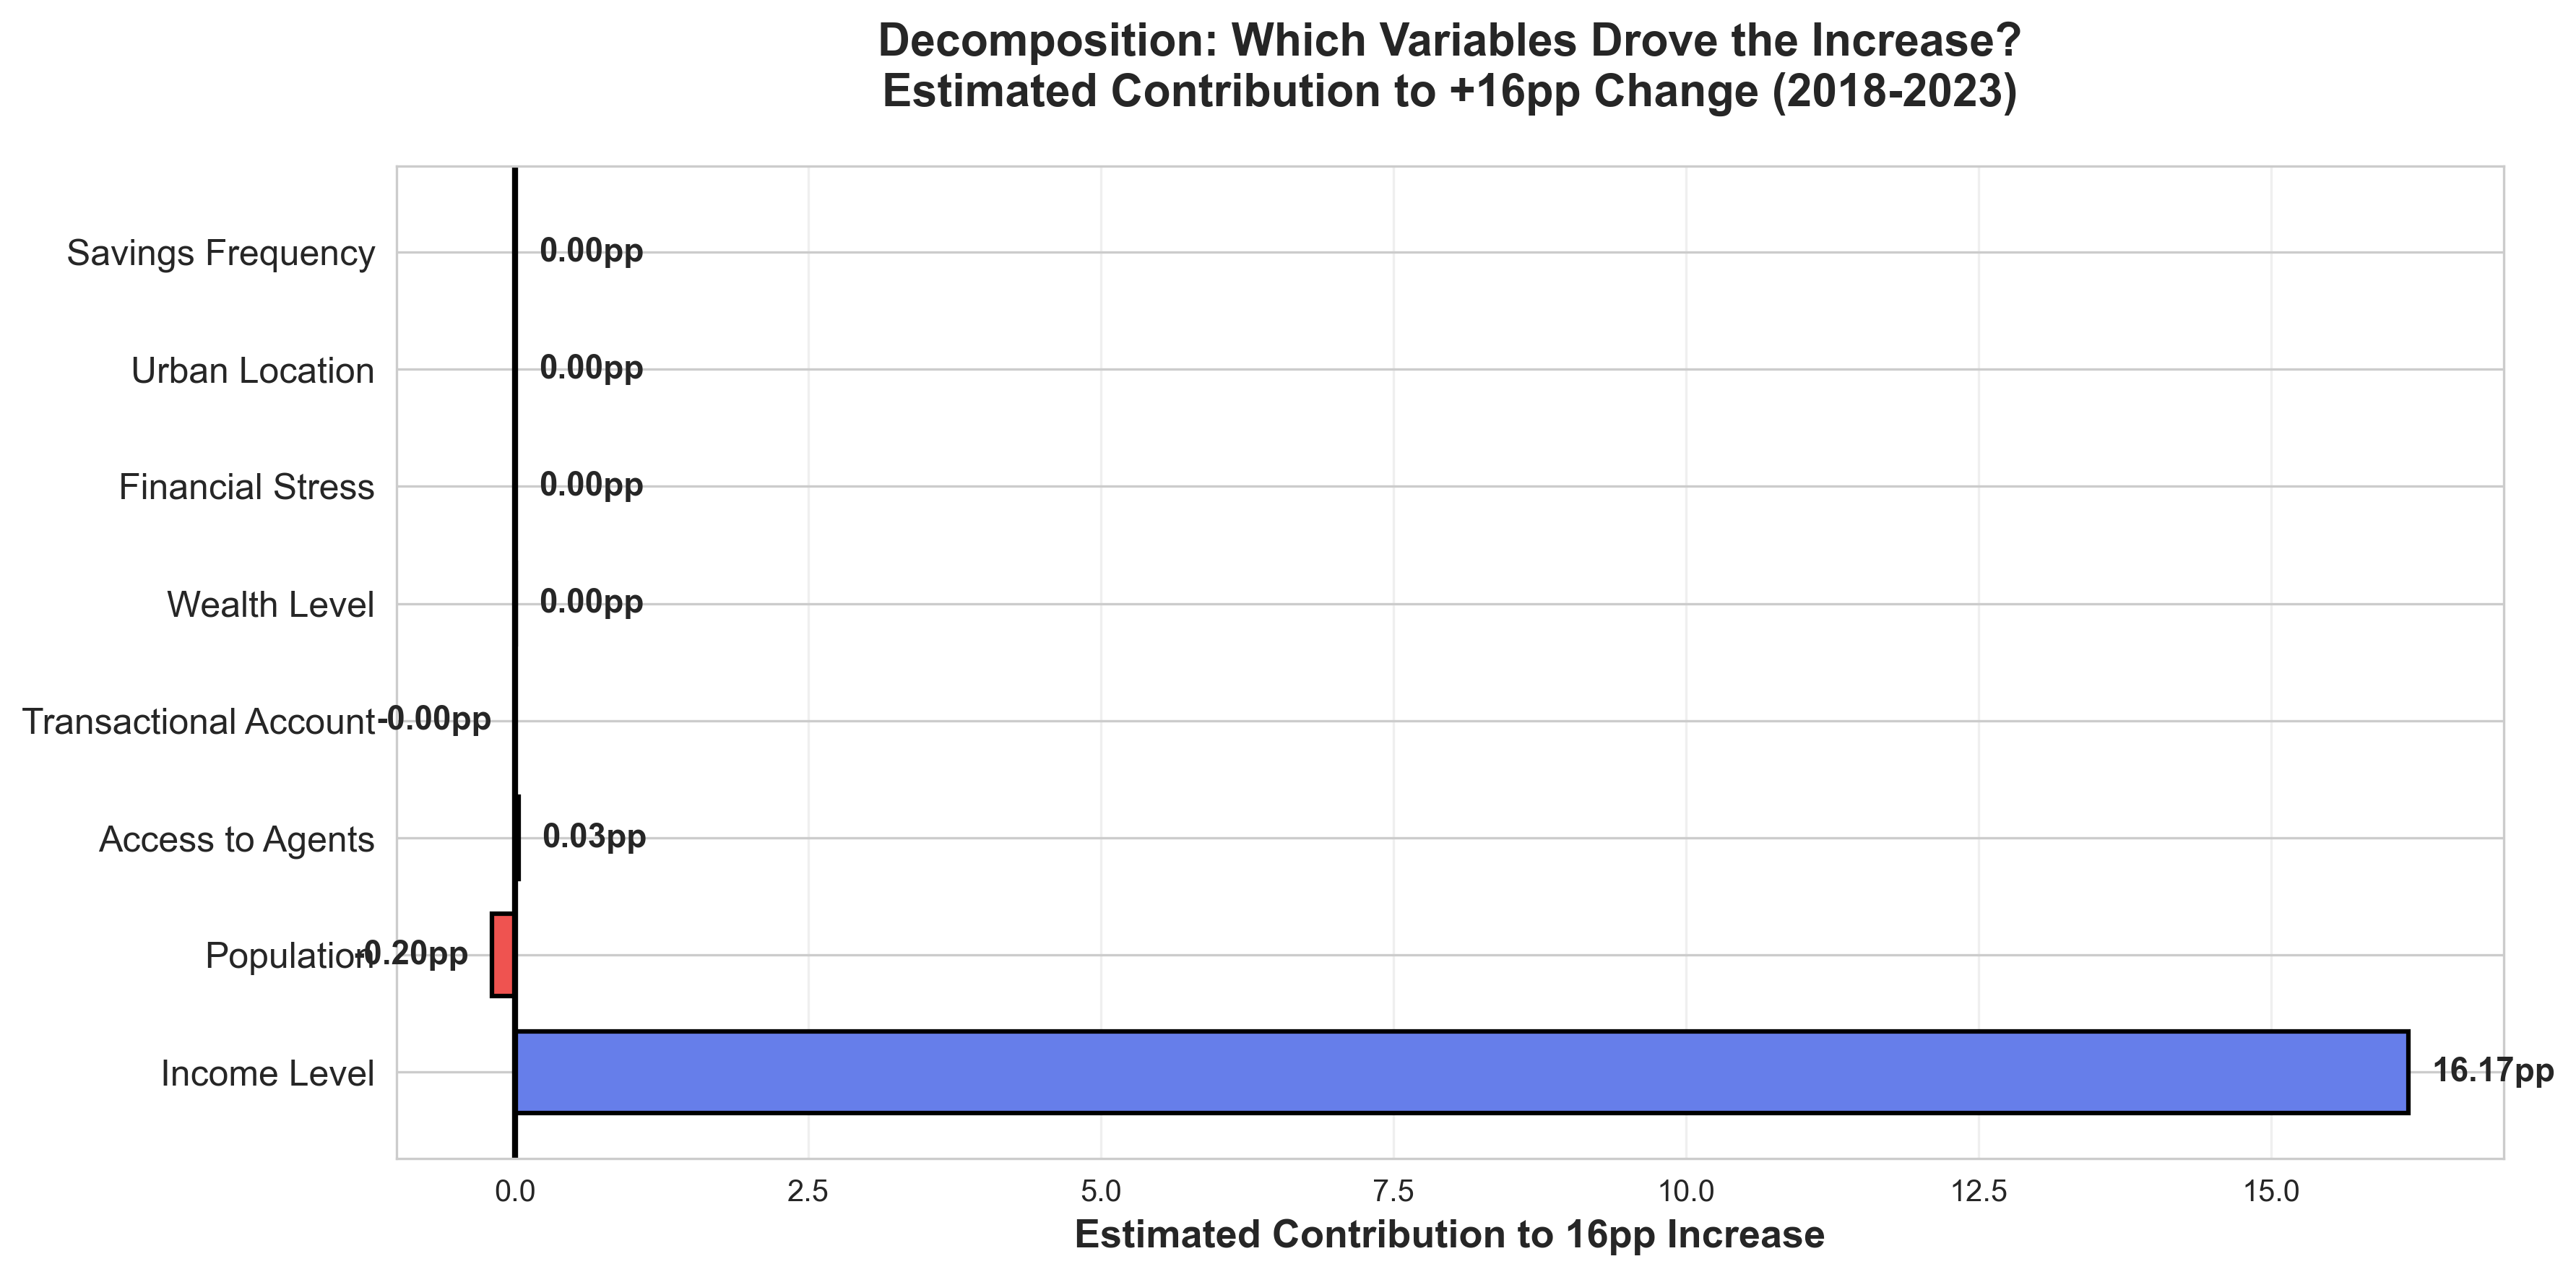 Decomposition: Which Variables Drove the Increase?
Estimated Contribution to +16pp Change (2018-2023)
Savings Frequency 0.00pp
Urban Location 0.00pp
Financial Stress 0.00pp
Wealth Level 0.00pp
Transactional Account -0.00pp
Access to Agents 0.03pp
Population -0.20pp
Income Level 16.17pp
0.0 2.5 5.0 7.5 10.0 12.5 15.0
Estimated Contribution to 16pp Increase